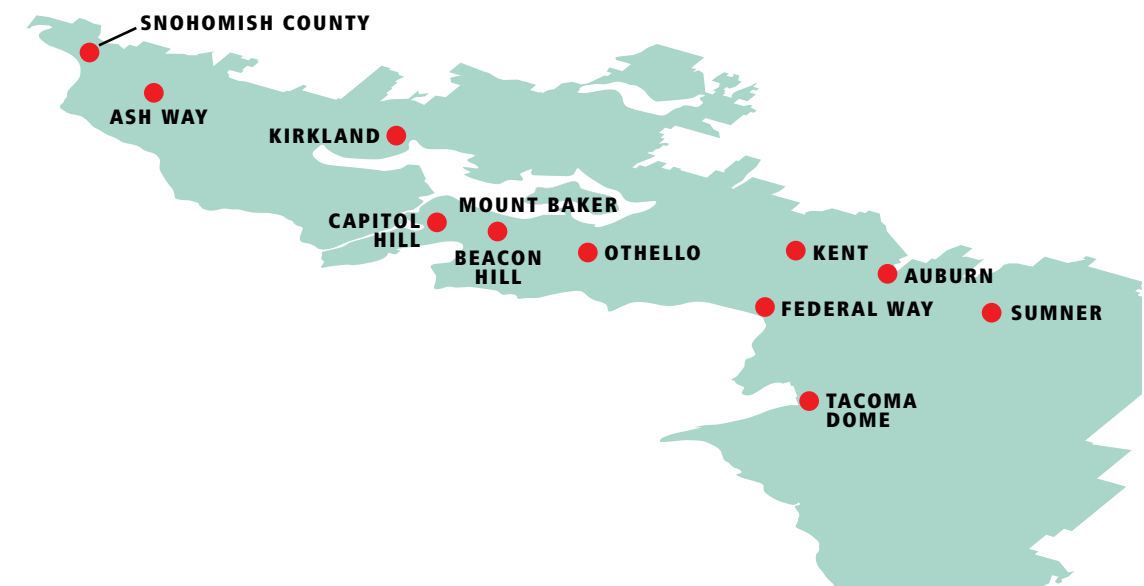 SNOHOMISH COUNTY
ASH WAY
KIRKLAND
CAPITOL
HILL
MOUNT BAKER
BEACON
HILL
OTHELLO
KENT
AUBURN
FEDERAL WAY
SUMNER
TACOMA
DOME